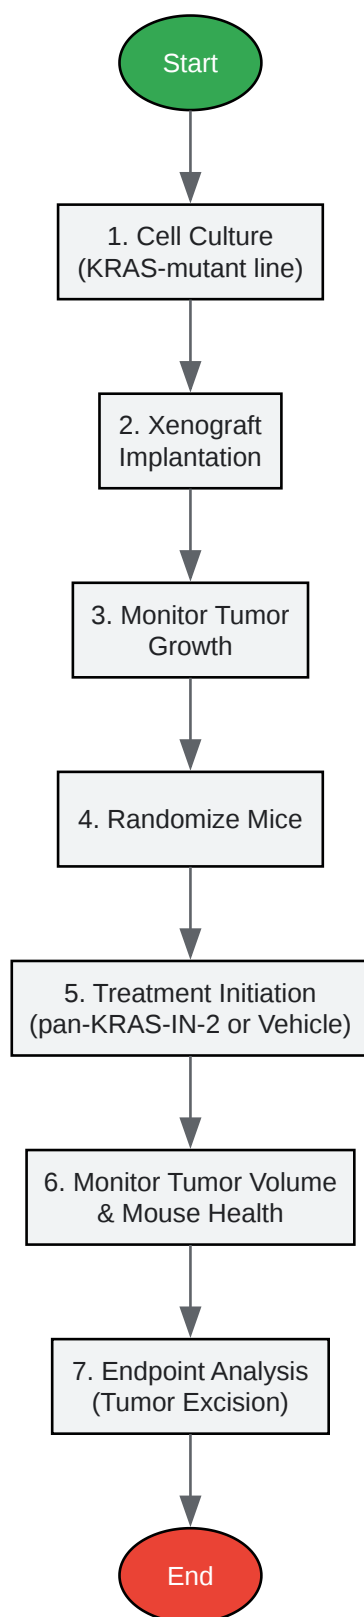 Start
1. Cell Culture
(KRAS-mutant line)
2. Xenograft
Implantation
3. Monitor Tumor
Growth
4. Randomize Mice
5. Treatment Initiation
(pan-KRAS-IN-2 or Vehicle)
6. Monitor Tumor Volume
& Mouse Health
7. Endpoint Analysis
(Tumor Excision)
End